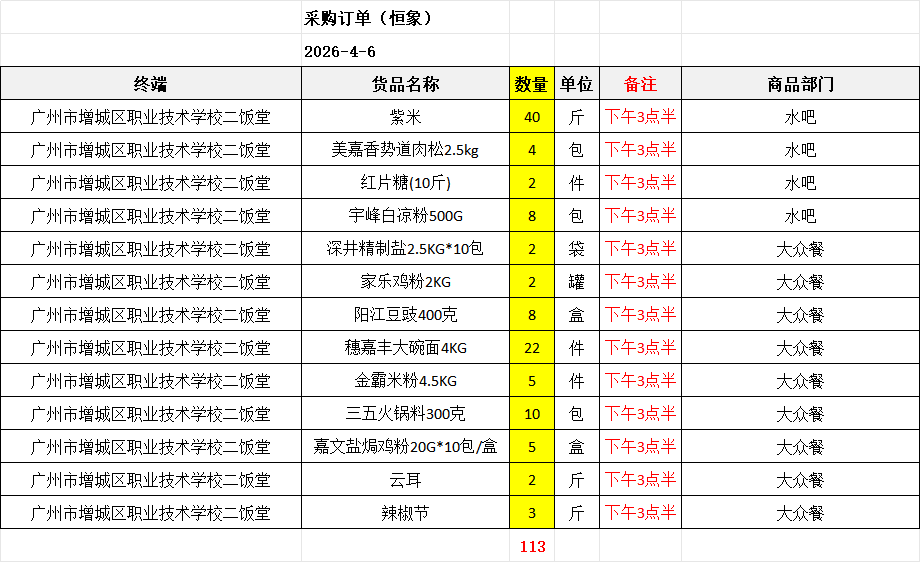 采购订单（恒象）
2026-4-6
终端 货品名称 数量 单位 备注 商品部门
广州市增城区职业技术学校二饭堂 紫米 40 斤 下午3点半 水吧
广州市增城区职业技术学校二饭堂 美嘉香势道肉松2.5kg 4 包 下午3点半 水吧
广州市增城区职业技术学校二饭堂 红片糖(10斤) 2 件 下午3点半 水吧
广州市增城区职业技术学校二饭堂 宇峰白凉粉500G 8 包 下午3点半 水吧
广州市增城区职业技术学校二饭堂 深井精制盐2.5KG*10包 2 袋 下午3点半 大众餐
广州市增城区职业技术学校二饭堂 家乐鸡粉2KG 2 罐 下午3点半 大众餐
广州市增城区职业技术学校二饭堂 阳江豆豉400克 8 盒 下午3点半 大众餐
广州市增城区职业技术学校二饭堂 穗嘉丰大碗面4KG 22 件 下午3点半 大众餐
广州市增城区职业技术学校二饭堂 金霸米粉4.5KG 5 件 下午3点半 大众餐
广州市增城区职业技术学校二饭堂 三五火锅料300克 10 包 下午3点半 大众餐
广州市增城区职业技术学校二饭堂 嘉文盐焗鸡粉20G*10包/盒 5 盒 下午3点半 大众餐
广州市增城区职业技术学校二饭堂 云耳 2 斤 下午3点半 大众餐
广州市增城区职业技术学校二饭堂 辣椒节 3 斤 下午3点半 大众餐
113